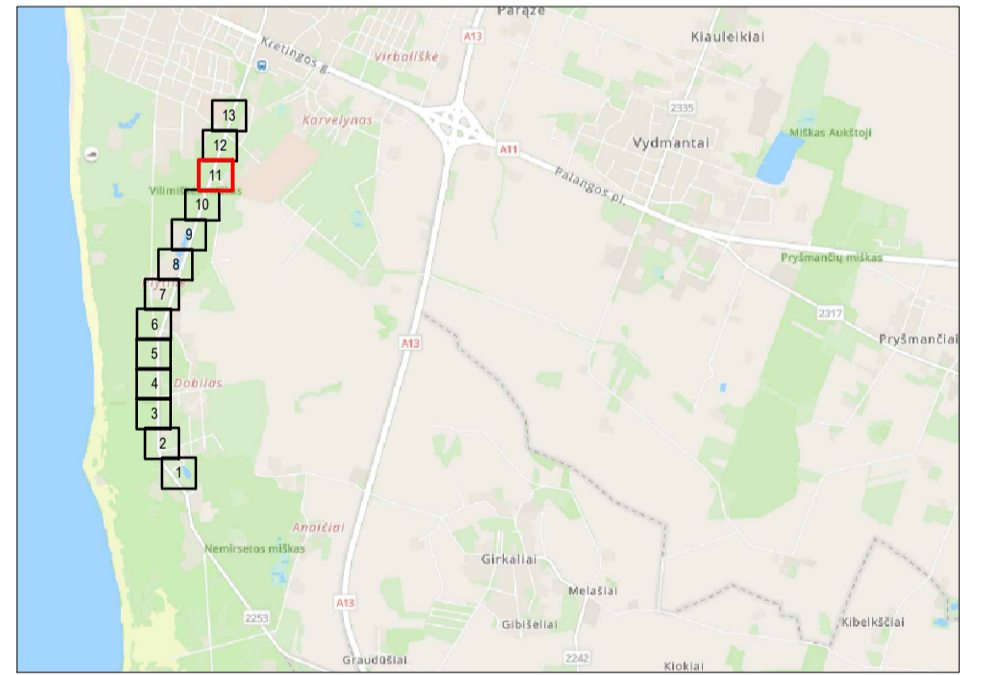 Parąžė
A13
Kiauleikiai
Kretingos g.
Virbališkė
2335
13
Karvelynas
Miškas Aukštoji
12
A11
Vydmantai
11
Palangos pl.
10
9
Pryšmančių miškas
8
7
2317
6
A13
Pryšmančiai
5
4
Dobilas
3
2
1
Anaičiai
Nemirsetos miškas
Girkaliai
Melašiai
A13
2253
Gibišėliai
Kibelkščiai
Graudūšiai
2242
Kiokiai